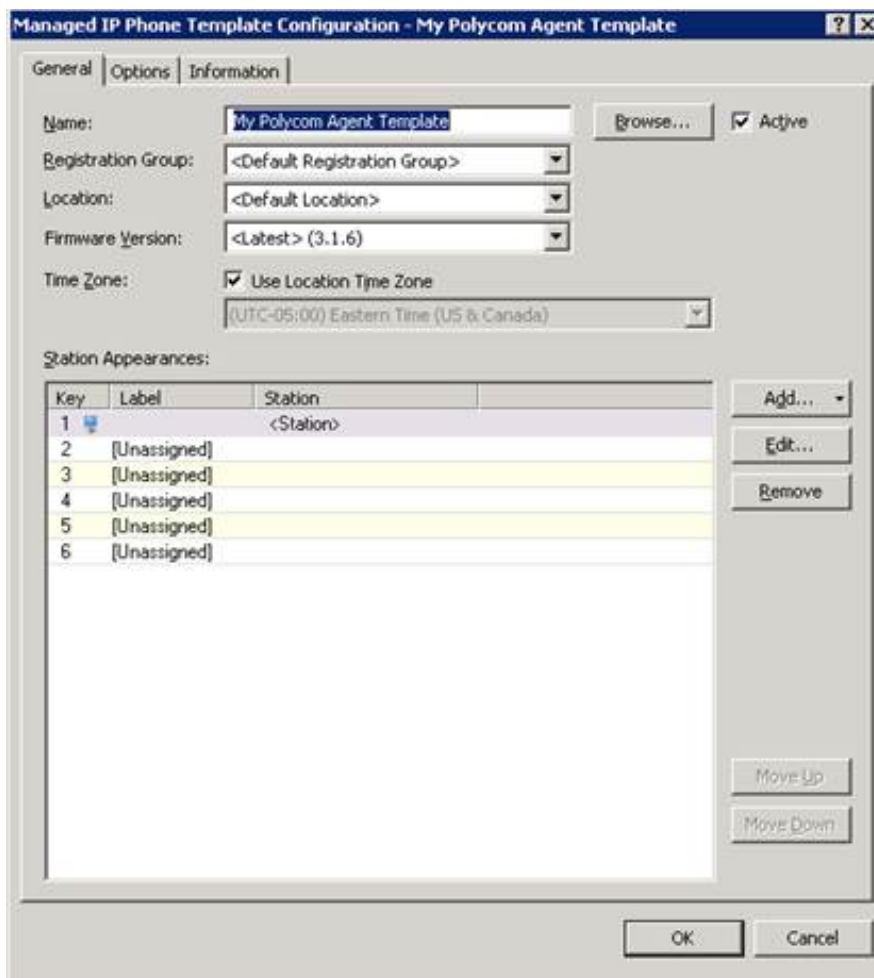 Managed IP Phone Template Configuration - My Polycom Agent Template
General Options Information
Name: My Polycom Agent Template Browse... Active
Registration Group: <Default Registration Group>
Location: <Default Location>
Firmware Version: <Latest> (3.1.6)
Time Zone: Use Location Time Zone
(UTC-05:00) Eastern Time (US & Canada)
Station Appearances:
Key Label Station
1 <Station>
2 [Unassigned]
3 [Unassigned]
4 [Unassigned]
5 [Unassigned]
6 [Unassigned]
Add...
Edit...
Remove
Move Up
Move Down
OK Cancel